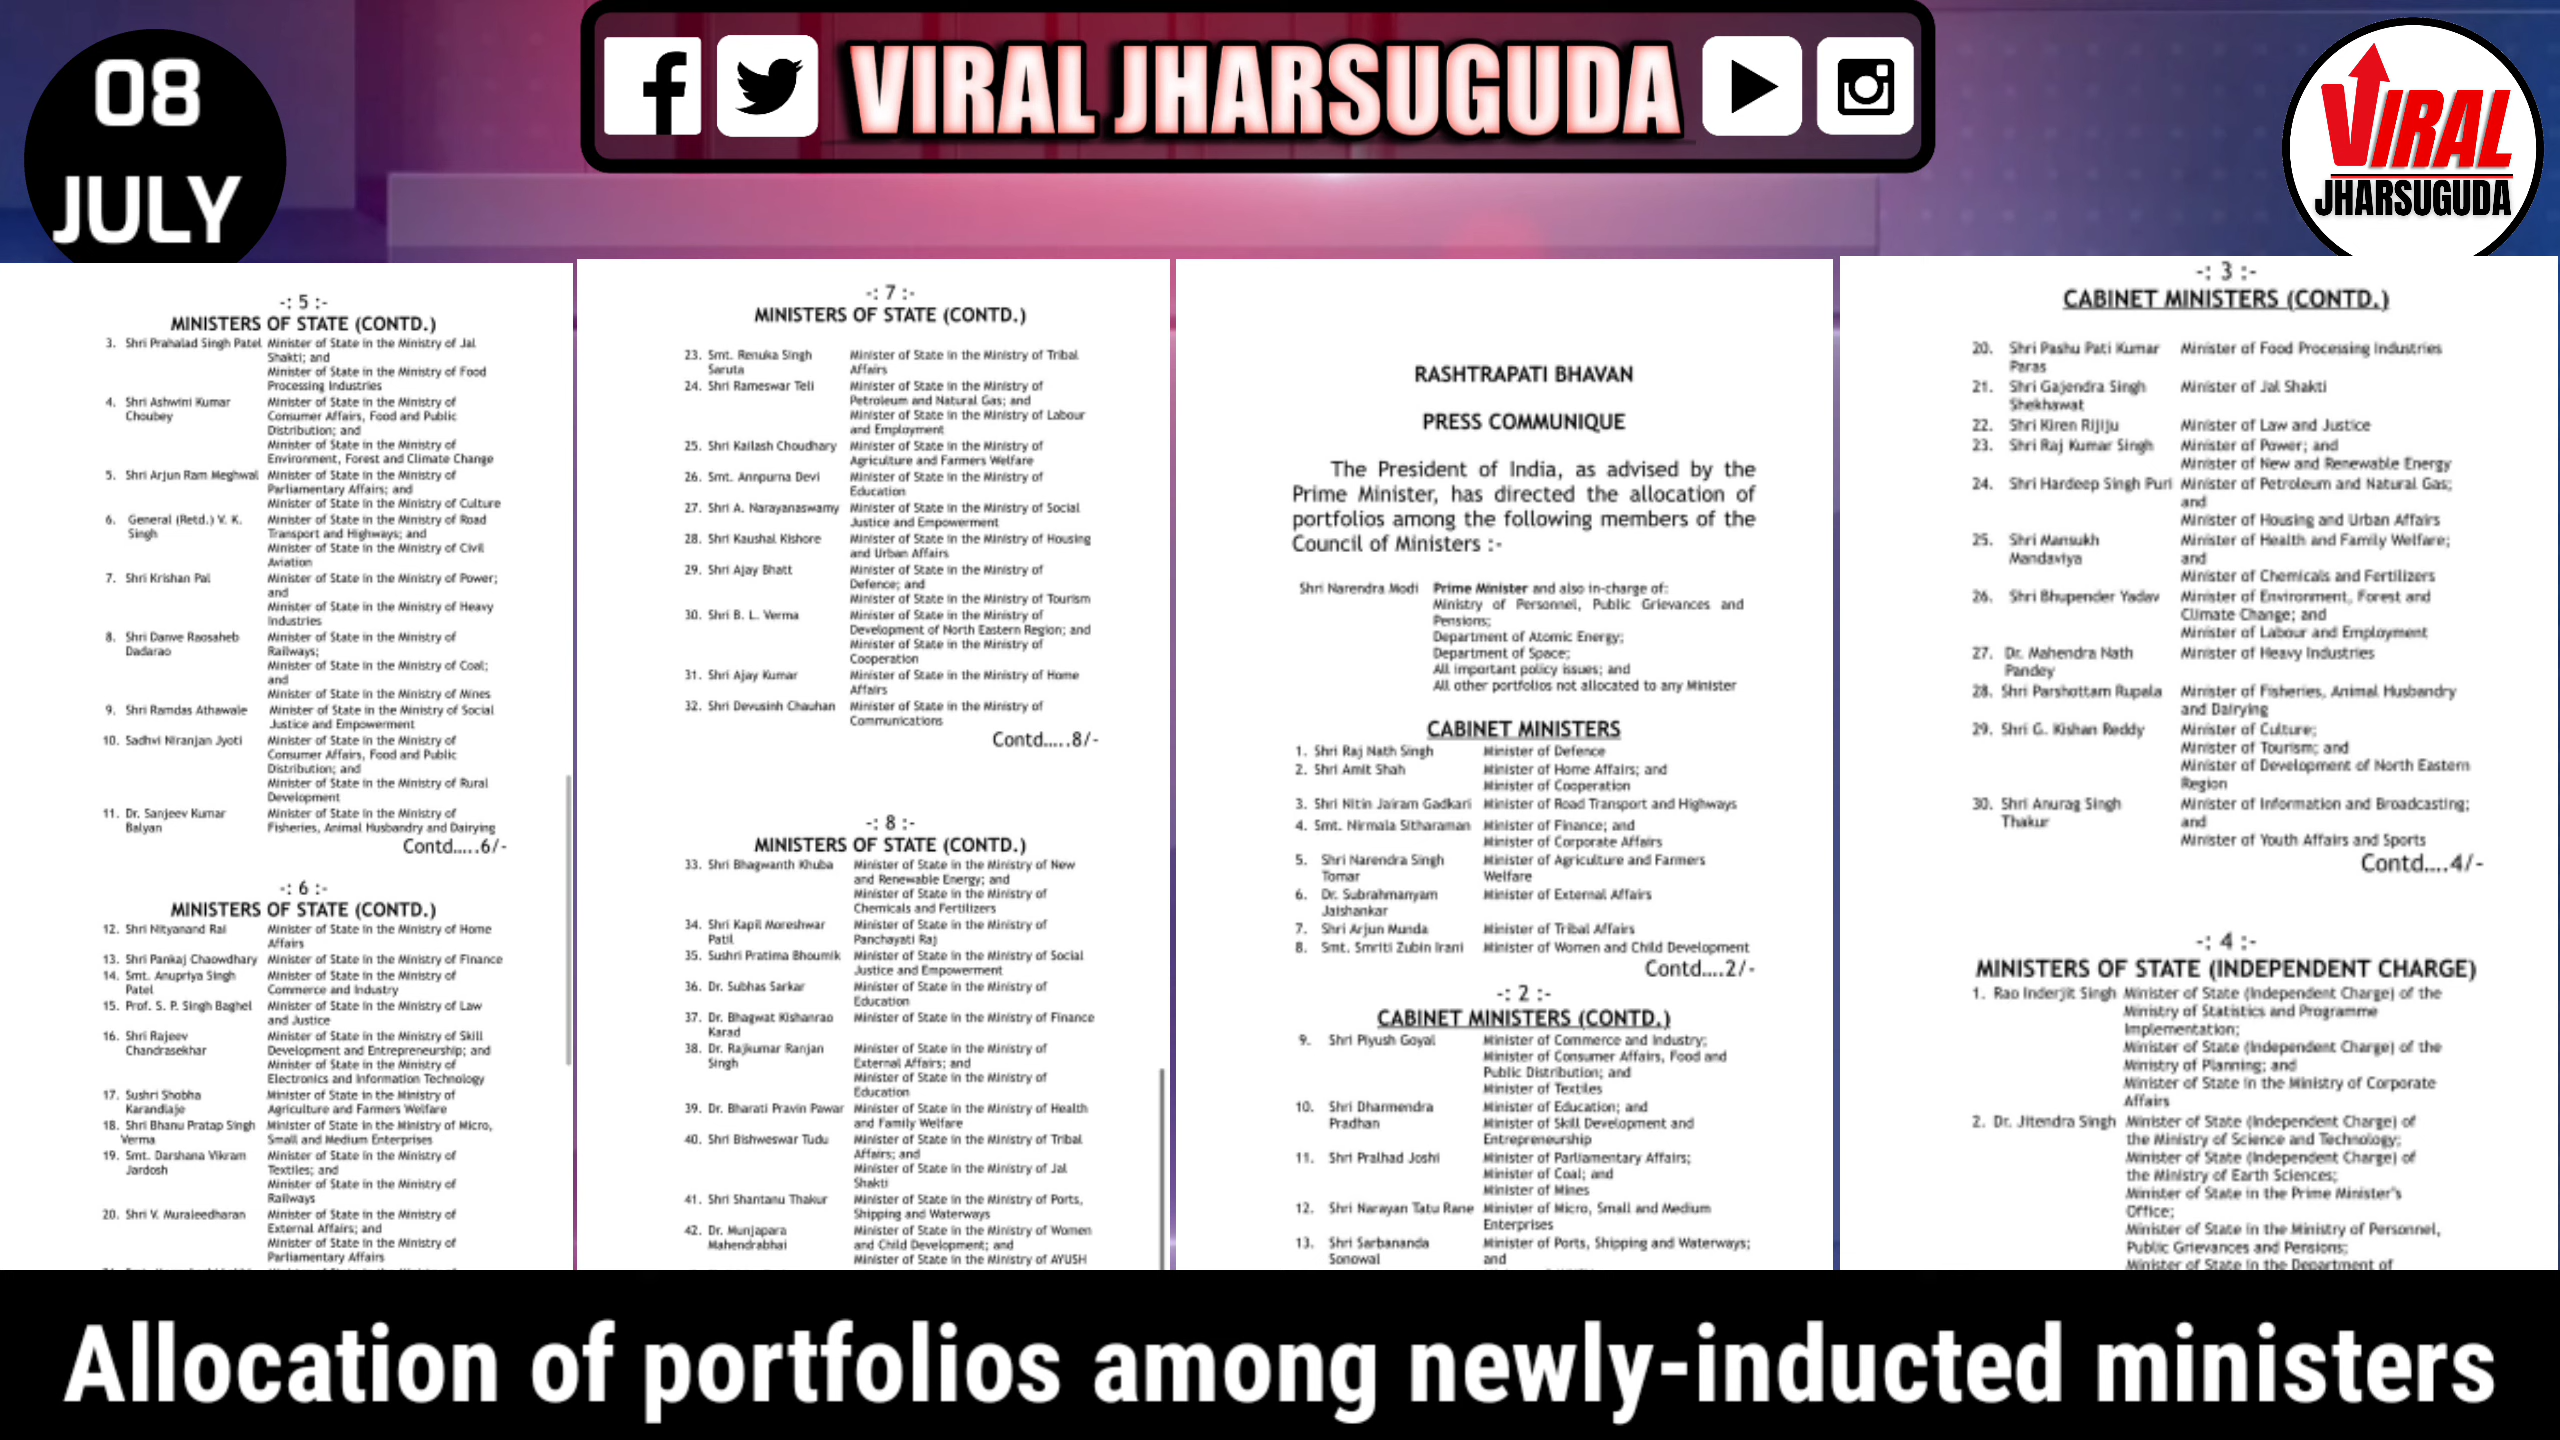 08
JULY
VIRAL JHARSUGUDA
VIRAL
JHARSUGUDA
-: 5 :-
MINISTERS OF STATE (CONTD.)
3. Shri Prahalad Singh Patel Minister of State in the Ministry of Jal
Shakti; and
Minister of State in the Ministry of Food
Processing Industries
4. Shri Ashwini Kumar Minister of State in the Ministry of
Choubey Consumer Affairs, Food and Public
Distribution; and
Minister of State in the Ministry of
Environment, Forest and Climate Change
5. Shri Arjun Ram Meghwal Minister of State in the Ministry of
Parliamentary Affairs; and
Minister of State in the Ministry of Culture
6. General (Retd.) V. K. Minister of State in the Ministry of Road
Singh Transport and Highways; and
Minister of State in the Ministry of Civil
Aviation
7. Shri Krishan Pal Minister of State in the Ministry of Power;
and
Minister of State in the Ministry of Heavy
Industries
8. Shri Danve Raosaheb Minister of State in the Ministry of
Dadarao Railways;
Minister of State in the Ministry of Coal;
and
Minister of State in the Ministry of Mines
9. Shri Ramdas Athawale Minister of State in the Ministry of Social
Justice and Empowerment
10. Sadhvi Niranjan Jyoti Minister of State in the Ministry of
Consumer Affairs, Food and Public
Distribution; and
Minister of State in the Ministry of Rural
Development
11. Dr. Sanjeev Kumar Minister of State in the Ministry of
Balyan Fisheries, Animal Husbandry and Dairying
Contd.....6/-
-: 6 :-
MINISTERS OF STATE (CONTD.)
12. Shri Nityanand Rai Minister of State in the Ministry of Home
Affairs
13. Shri Pankaj Chaowdhary Minister of State in the Ministry of Finance
14. Smt. Anupriya Singh Minister of State in the Ministry of
Patel Commerce and Industry
15. Prof. S. P. Singh Baghel Minister of State in the Ministry of Law
and Justice
16. Shri Rajeev Minister of State in the Ministry of Skill
Chandrasekhar Development and Entrepreneurship; and
Minister of State in the Ministry of
Electronics and Information Technology
17. Sushri Shobha Minister of State in the Ministry of
Karandlaje Agriculture and Farmers Welfare
18. Shri Bhanu Pratap Singh Minister of State in the Ministry of Micro,
Verma Small and Medium Enterprises
19. Smt. Darshana Vikram Minister of State in the Ministry of
Jardosh Textiles; and
Minister of State in the Ministry of
Railways
20. Shri V. Muraleedharan Minister of State in the Ministry of
External Affairs; and
Minister of State in the Ministry of
Parliamentary Affairs
-: 7 :-
MINISTERS OF STATE (CONTD.)
23. Smt. Renuka Singh Minister of State in the Ministry of Tribal
Saruta Affairs
24. Shri Rameswar Teli Minister of State in the Ministry of
Petroleum and Natural Gas; and
Minister of State in the Ministry of Labour
and Employment
25. Shri Kailash Choudhary Minister of State in the Ministry of
Agriculture and Farmers Welfare
26. Smt. Annpurna Devi Minister of State in the Ministry of
Education
27. Shri A. Narayanaswamy Minister of State in the Ministry of Social
Justice and Empowerment
28. Shri Kaushal Kishore Minister of State in the Ministry of Housing
and Urban Affairs
29. Shri Ajay Bhatt Minister of State in the Ministry of
Defence; and
Minister of State in the Ministry of Tourism
30. Shri B. L. Verma Minister of State in the Ministry of
Development of North Eastern Region; and
Minister of State in the Ministry of
Cooperation
31. Shri Ajay Kumar Minister of State in the Ministry of Home
Affairs
32. Shri Devusinh Chauhan Minister of State in the Ministry of
Communications
Contd.....8/-
-: 8 :-
MINISTERS OF STATE (CONTD.)
33. Shri Bhagwanth Khuba Minister of State in the Ministry of New
and Renewable Energy; and
Minister of State in the Ministry of
Chemicals and Fertilizers
34. Shri Kapil Moreshwar Minister of State in the Ministry of
Patil Panchayati Raj
35. Sushri Pratima Bhoumik Minister of State in the Ministry of Social
Justice and Empowerment
36. Dr. Subhas Sarkar Minister of State in the Ministry of
Education
37. Dr. Bhagwat Kishanrao Minister of State in the Ministry of Finance
Karad
38. Dr. Rajkumar Ranjan Minister of State in the Ministry of
Singh External Affairs; and
Minister of State in the Ministry of
Education
39. Dr. Bharati Pravin Pawar Minister of State in the Ministry of Health
and Family Welfare
40. Shri Bishweswar Tudu Minister of State in the Ministry of Tribal
Affairs; and
Minister of State in the Ministry of Jal
Shakti
41. Shri Shantanu Thakur Minister of State in the Ministry of Ports,
Shipping and Waterways
42. Dr. Munjapara Minister of State in the Ministry of Women
Mahendrabhai and Child Development; and
Minister of State in the Ministry of AYUSH
RASHTRAPATI BHAVAN
PRESS COMMUNIQUE
The President of India, as advised by the
Prime Minister, has directed the allocation of
portfolios among the following members of the
Council of Ministers :-
Shri Narendra Modi Prime Minister and also in-charge of:
Ministry of Personnel, Public Grievances and
Pensions;
Department of Atomic Energy;
Department of Space;
All important policy issues; and
All other portfolios not allocated to any Minister
CABINET MINISTERS
1. Shri Raj Nath Singh Minister of Defence
2. Shri Amit Shah Minister of Home Affairs; and
Minister of Cooperation
3. Shri Nitin Jairam Gadkari Minister of Road Transport and Highways
4. Smt. Nirmala Sitharaman Minister of Finance; and
Minister of Corporate Affairs
5. Shri Narendra Singh Minister of Agriculture and Farmers
Tomar Welfare
6. Dr. Subrahmanyam Minister of External Affairs
Jaishankar
7. Shri Arjun Munda Minister of Tribal Affairs
8. Smt. Smriti Zubin Irani Minister of Women and Child Development
Contd....2/-
-: 2 :-
CABINET MINISTERS (CONTD.)
9. Shri Piyush Goyal Minister of Commerce and Industry;
Minister of Consumer Affairs, Food and
Public Distribution; and
Minister of Textiles
10. Shri Dharmendra Minister of Education; and
Pradhan Minister of Skill Development and
Entrepreneurship
11. Shri Pralhad Joshi Minister of Parliamentary Affairs;
Minister of Coal; and
Minister of Mines
12. Shri Narayan Tatu Rane Minister of Micro, Small and Medium
Enterprises
13. Shri Sarbananda Minister of Ports, Shipping and Waterways;
Sonowal and
-: 3 :-
CABINET MINISTERS (CONTD.)
20. Shri Pashu Pati Kumar Minister of Food Processing Industries
Paras
21. Shri Gajendra Singh Minister of Jal Shakti
Shekhawat
22. Shri Kiren Rijiju Minister of Law and Justice
23. Shri Raj Kumar Singh Minister of Power; and
Minister of New and Renewable Energy
24. Shri Hardeep Singh Puri Minister of Petroleum and Natural Gas;
and
Minister of Housing and Urban Affairs
25. Shri Mansukh Minister of Health and Family Welfare;
Mandaviya and
Minister of Chemicals and Fertilizers
26. Shri Bhupender Yadav Minister of Environment, Forest and
Climate Change; and
Minister of Labour and Employment
27. Dr. Mahendra Nath Minister of Heavy Industries
Pandey
28. Shri Parshottam Rupala Minister of Fisheries, Animal Husbandry
and Dairying
29. Shri G. Kishan Reddy Minister of Culture;
Minister of Tourism; and
Minister of Development of North Eastern
Region
30. Shri Anurag Singh Minister of Information and Broadcasting;
Thakur and
Minister of Youth Affairs and Sports
Contd....4/-
-: 4 :-
MINISTERS OF STATE (INDEPENDENT CHARGE)
1. Rao Inderjit Singh Minister of State (Independent Charge) of the
Ministry of Statistics and Programme
Implementation;
Minister of State (Independent Charge) of the
Ministry of Planning; and
Minister of State in the Ministry of Corporate
Affairs
2. Dr. Jitendra Singh Minister of State (Independent Charge) of
the Ministry of Science and Technology;
Minister of State (Independent Charge) of
the Ministry of Earth Sciences;
Minister of State in the Prime Minister's
Office;
Minister of State in the Ministry of Personnel,
Public Grievances and Pensions;
Minister of State in the Department of
Allocation of portfolios among newly-inducted ministers